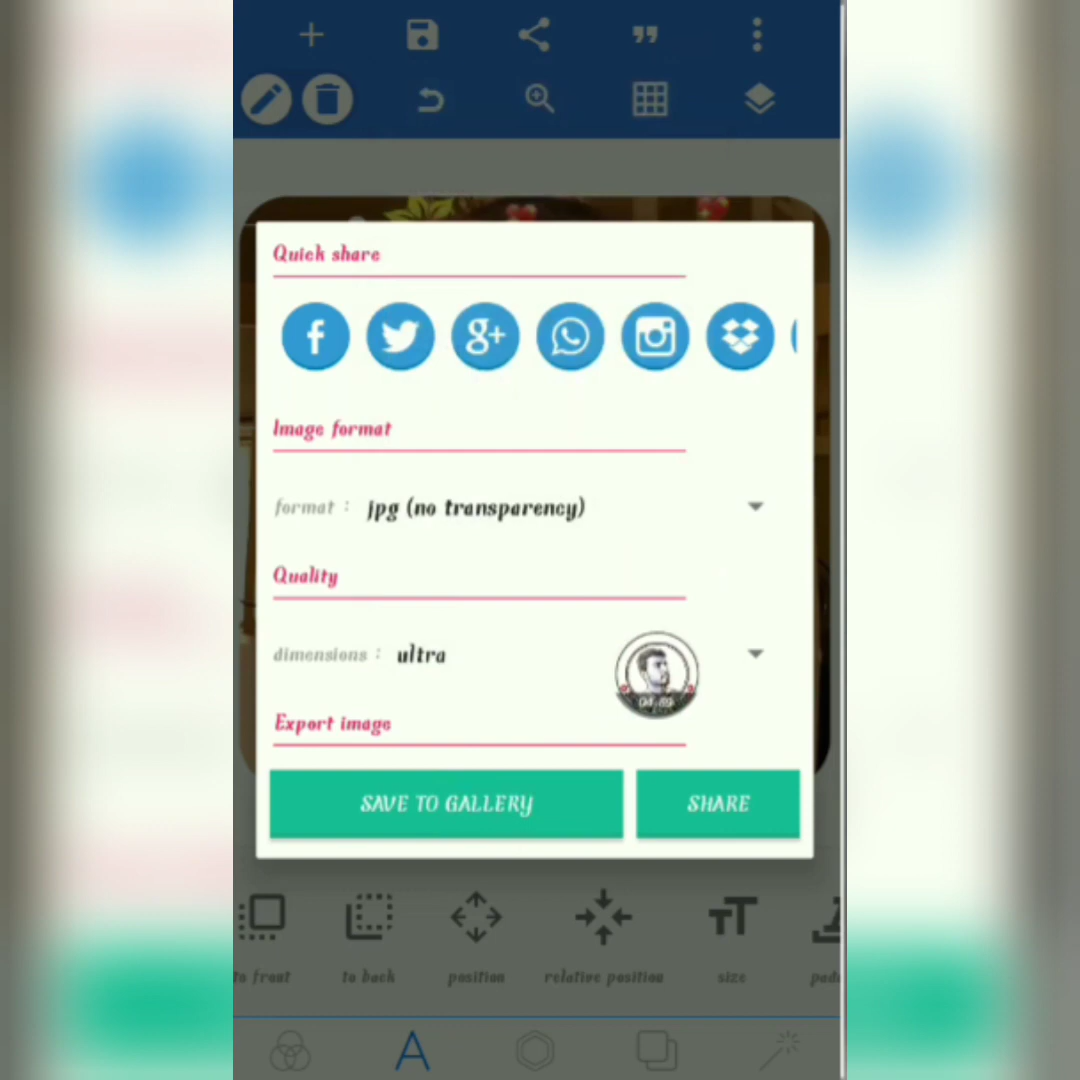 Quick share
Image format
format : jpg (no transparency)
Quality
dimensions : ultra
Export image
SAVE TO GALLERY
SHARE
to front
to back
position
relative position
size